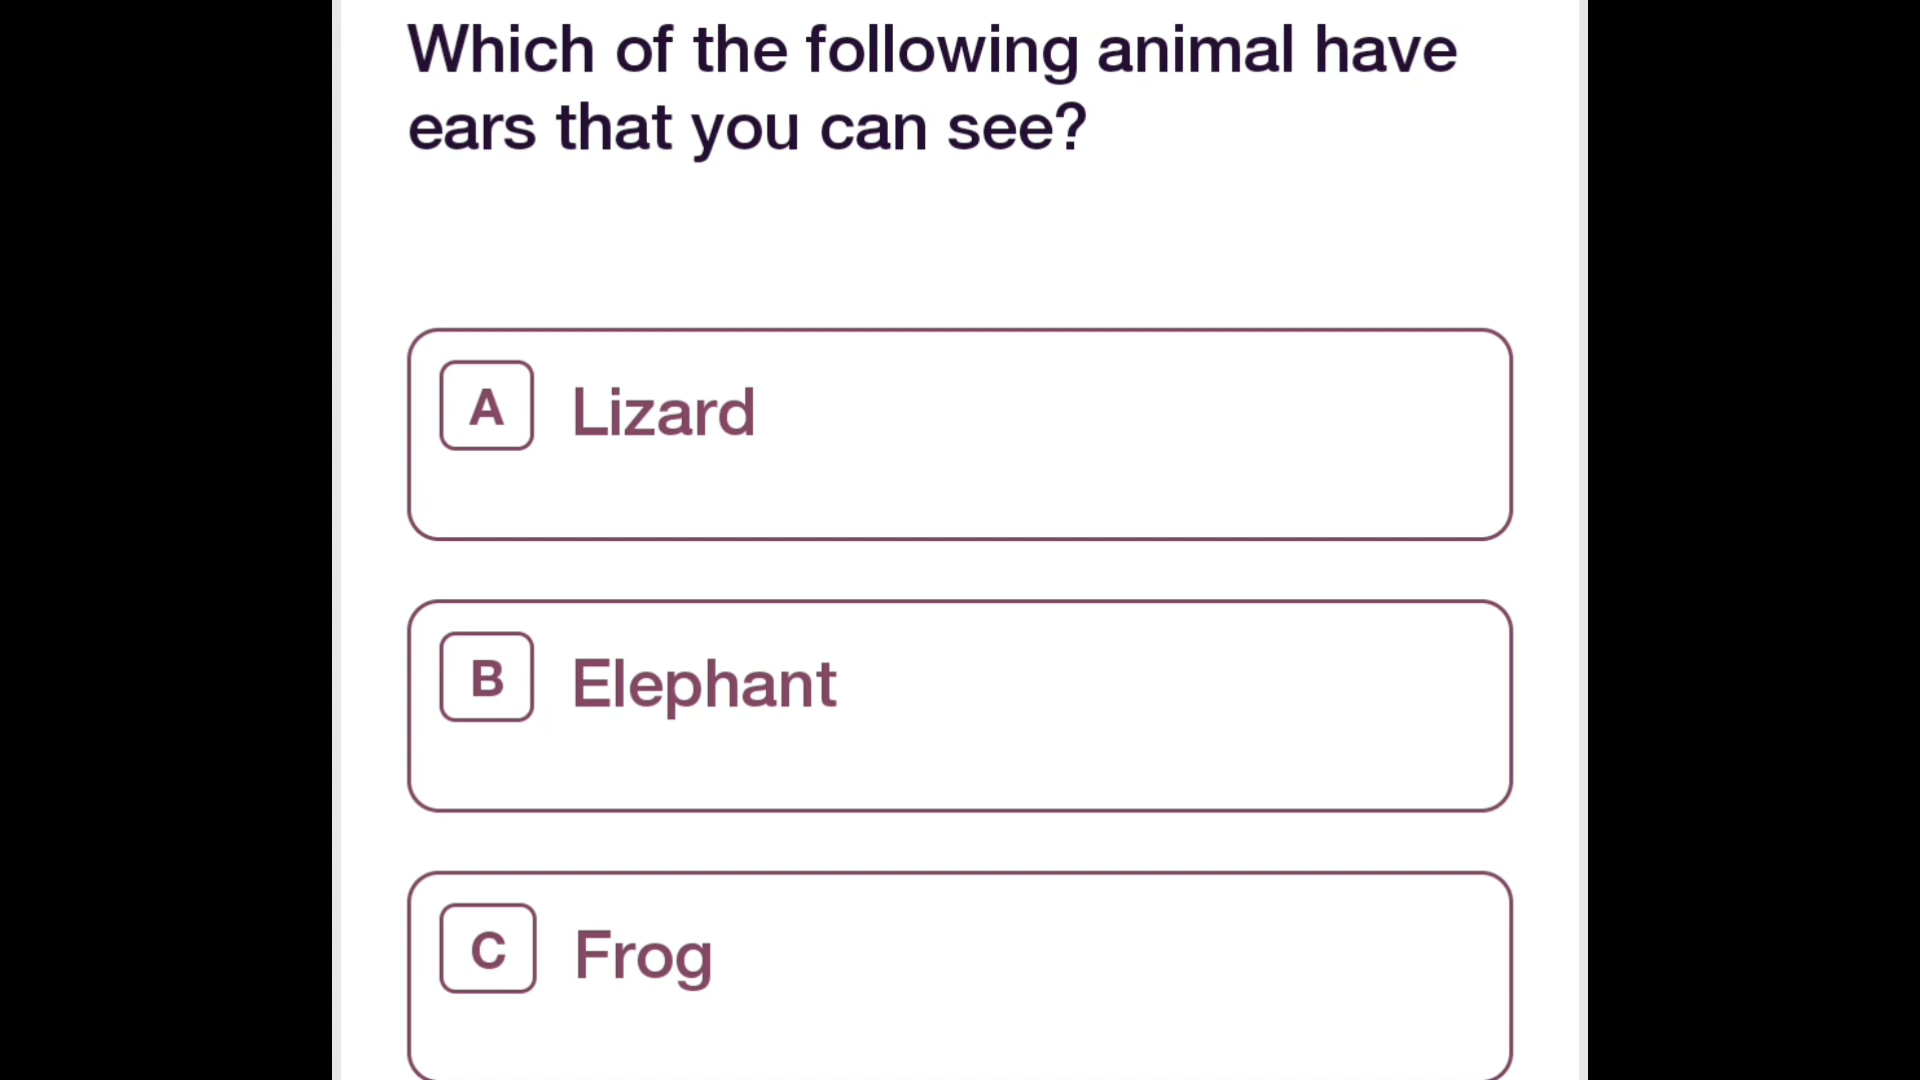 Which of the following animal have
ears that you can see?
A Lizard
B Elephant
C Frog